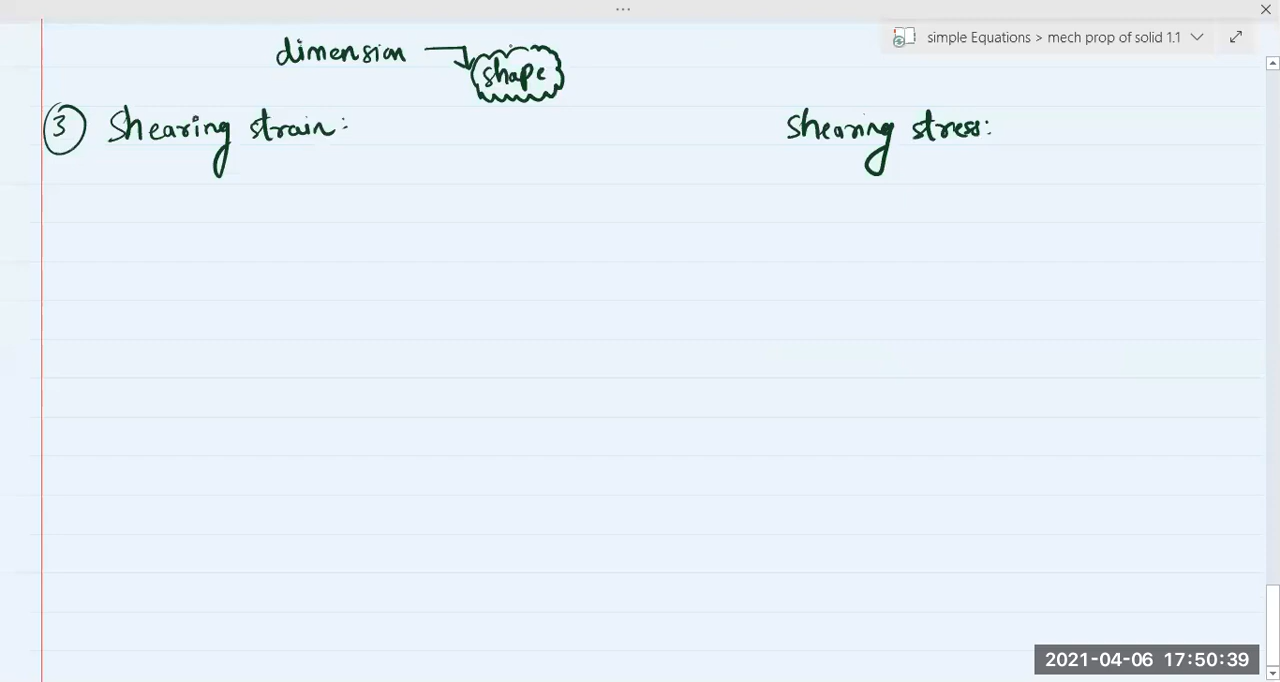 ...
simple Equations > mech prop of solid 1.1
dimension → shape
3 Shearing strain:
Shearing stress:
2021-04-06 17:50:39